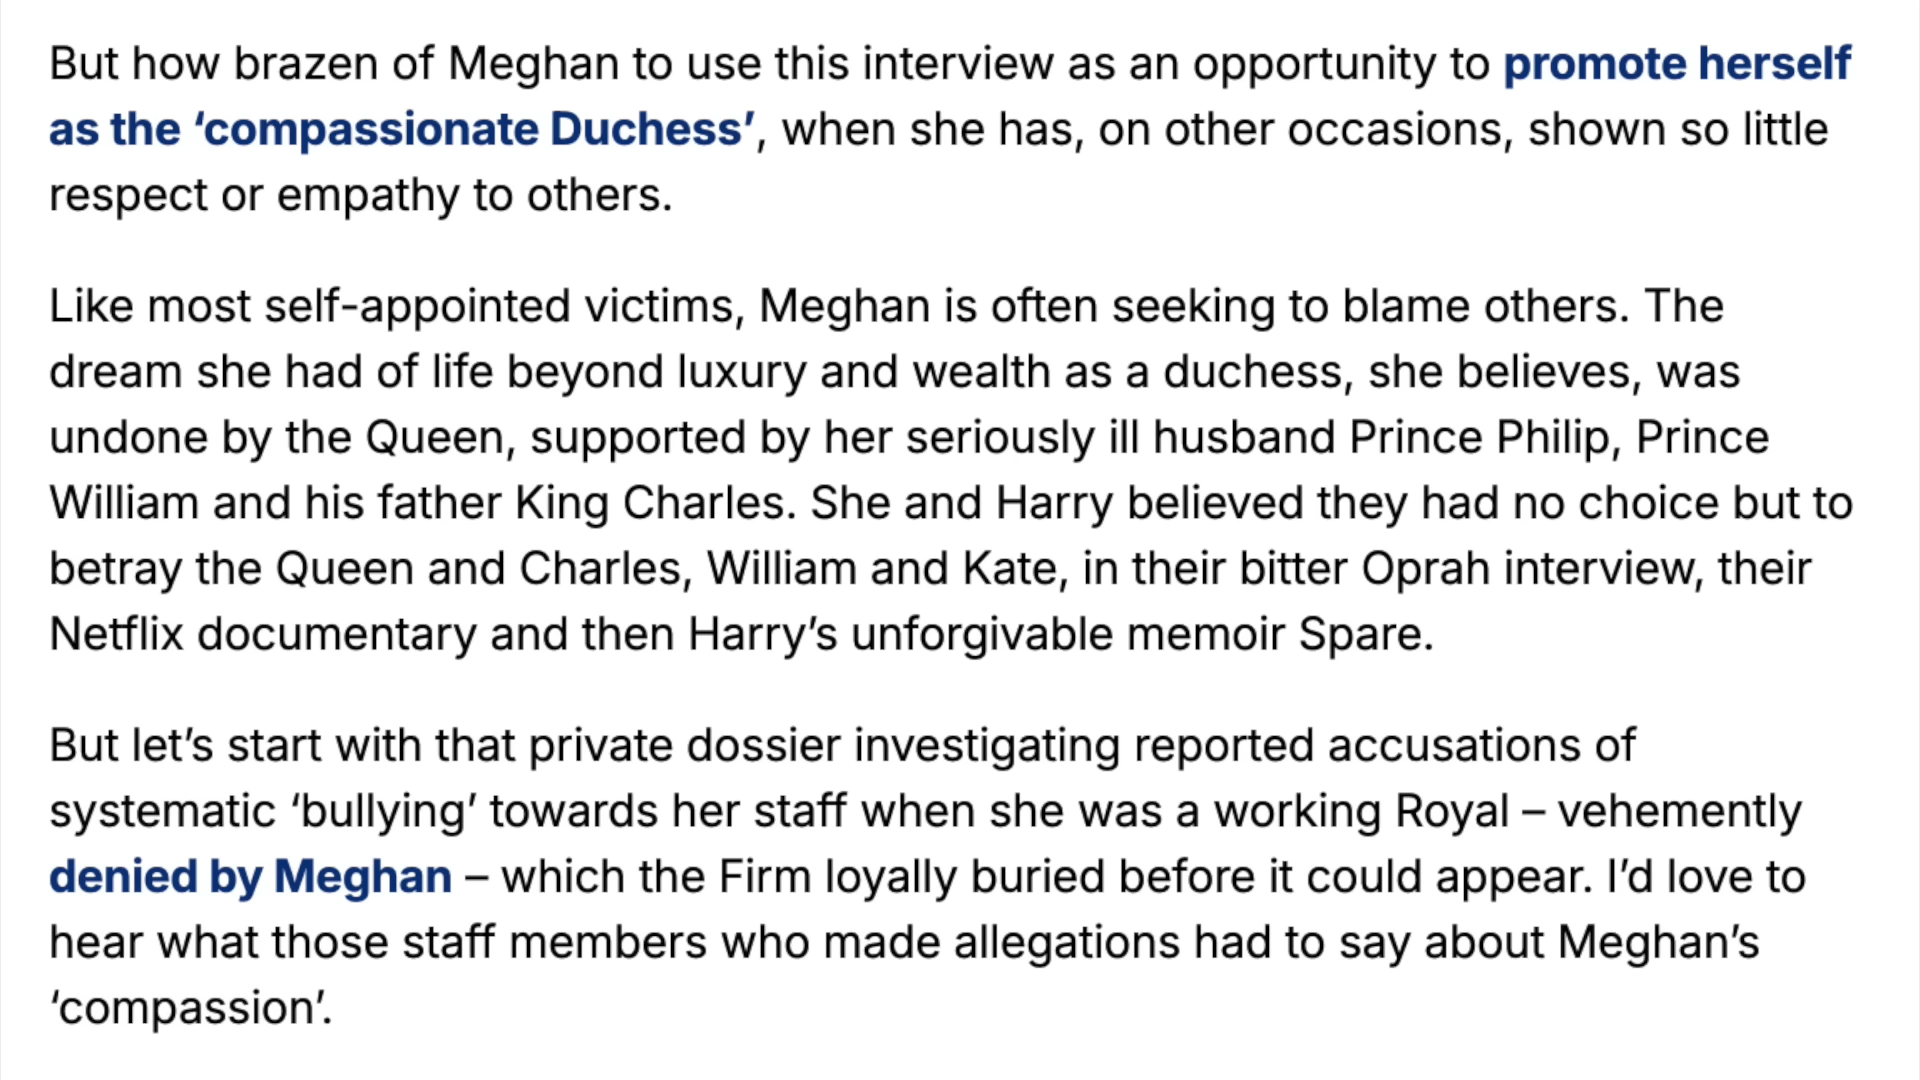 But how brazen of Meghan to use this interview as an opportunity to promote herself
as the ‘compassionate Duchess’, when she has, on other occasions, shown so little
respect or empathy to others.
Like most self-appointed victims, Meghan is often seeking to blame others. The
dream she had of life beyond luxury and wealth as a duchess, she believes, was
undone by the Queen, supported by her seriously ill husband Prince Philip, Prince
William and his father King Charles. She and Harry believed they had no choice but to
betray the Queen and Charles, William and Kate, in their bitter Oprah interview, their
Netflix documentary and then Harry’s unforgivable memoir Spare.
But let’s start with that private dossier investigating reported accusations of
systematic ‘bullying’ towards her staff when she was a working Royal – vehemently
denied by Meghan – which the Firm loyally buried before it could appear. I’d love to
hear what those staff members who made allegations had to say about Meghan’s
‘compassion’.